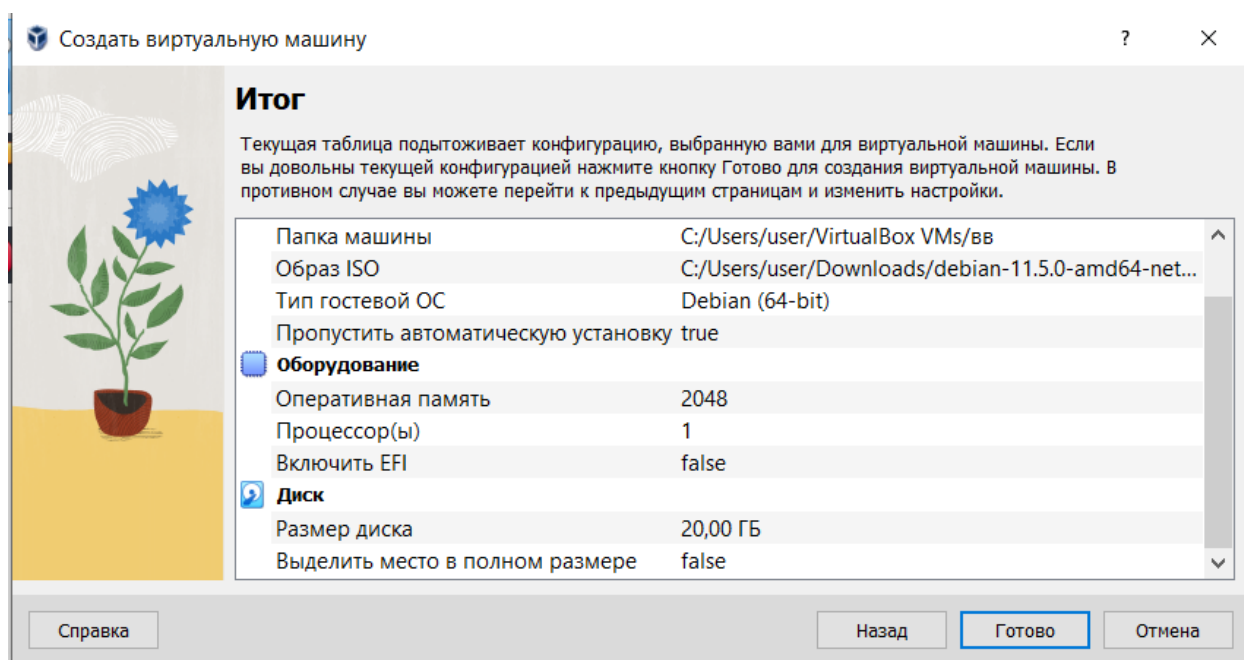 Создать виртуальную машину
?
Итог
Текущая таблица подытоживает конфигурацию, выбранную вами для виртуальной машины. Если
вы довольны текущей конфигурацией нажмите кнопку Готово для создания виртуальной машины. В
противном случае вы можете перейти к предыдущим страницам и изменить настройки.
Папка машины C:/Users/user/VirtualBox VMs/вв
Образ ISO C:/Users/user/Downloads/debian-11.5.0-amd64-net...
Тип гостевой ОС Debian (64-bit)
Пропустить автоматическую установку true
Оборудование
Оперативная память 2048
Процессор(ы) 1
Включить EFI false
Диск
Размер диска 20,00 ГБ
Выделить место в полном размере false
Справка Назад Готово Отмена